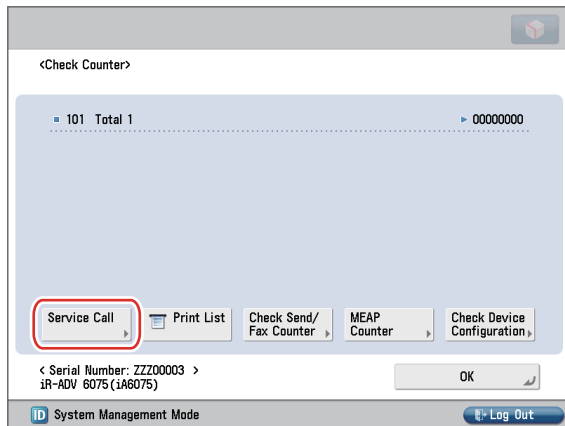 <Check Counter>
101 Total 1 00000000
Service Call Print List Check Send/ MEAP Check Device
Fax Counter Counter Configuration
< Serial Number: ZZZ00003 >
iR-ADV 6075(iA6075)
OK
ID System Management Mode Log Out